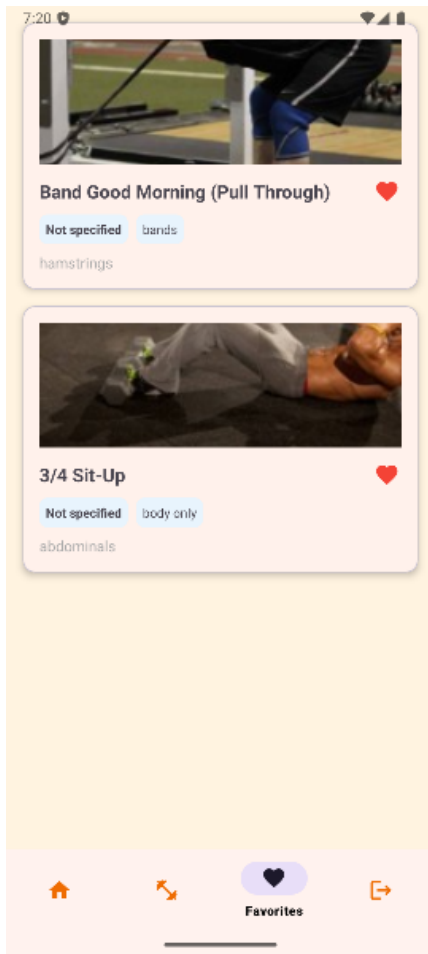 7:20
Band Good Morning (Pull Through)
Not specified bands
hamstrings
3/4 Sit-Up
Not specified body only
abdominals
Favorites